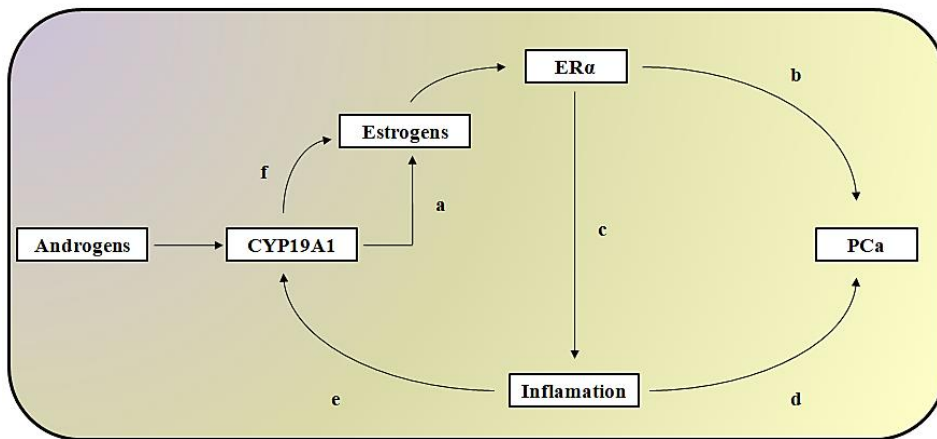 ERα
b
Estrogens
f
a
Androgens
CYP19A1
c
PCa
Inflamation
e
d